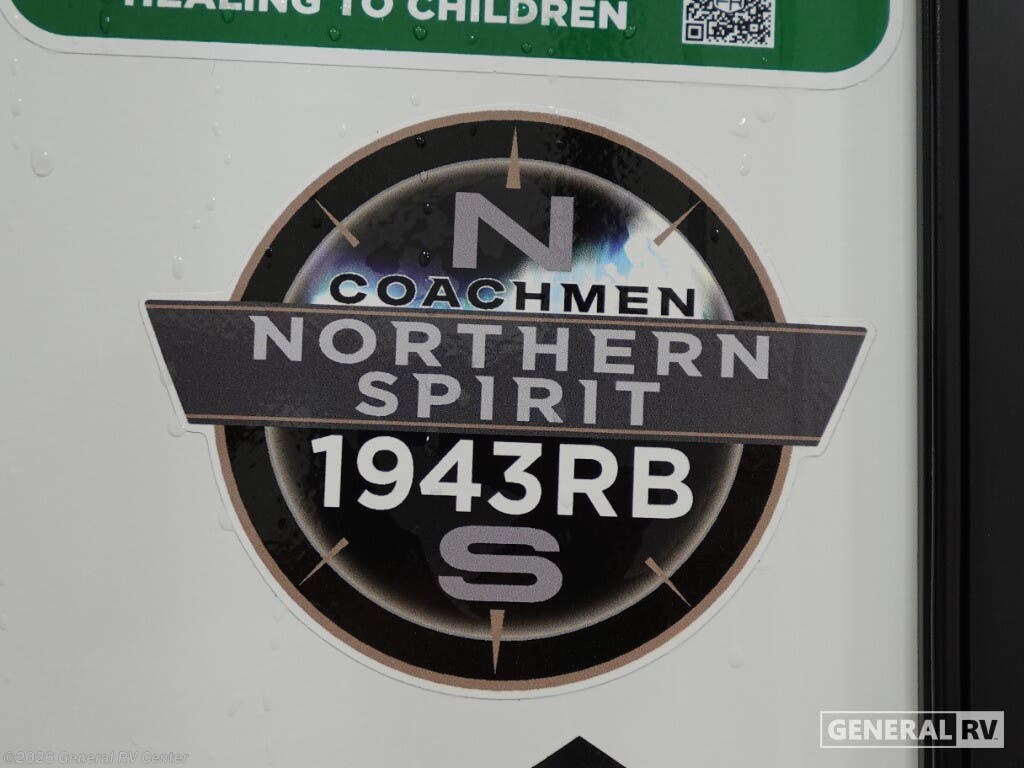 HEALING TO CHILDREN
N
COACHMEN
NORTHERN
SPIRIT
1943RB
S
GENERAL RV
©2026 General RV Center